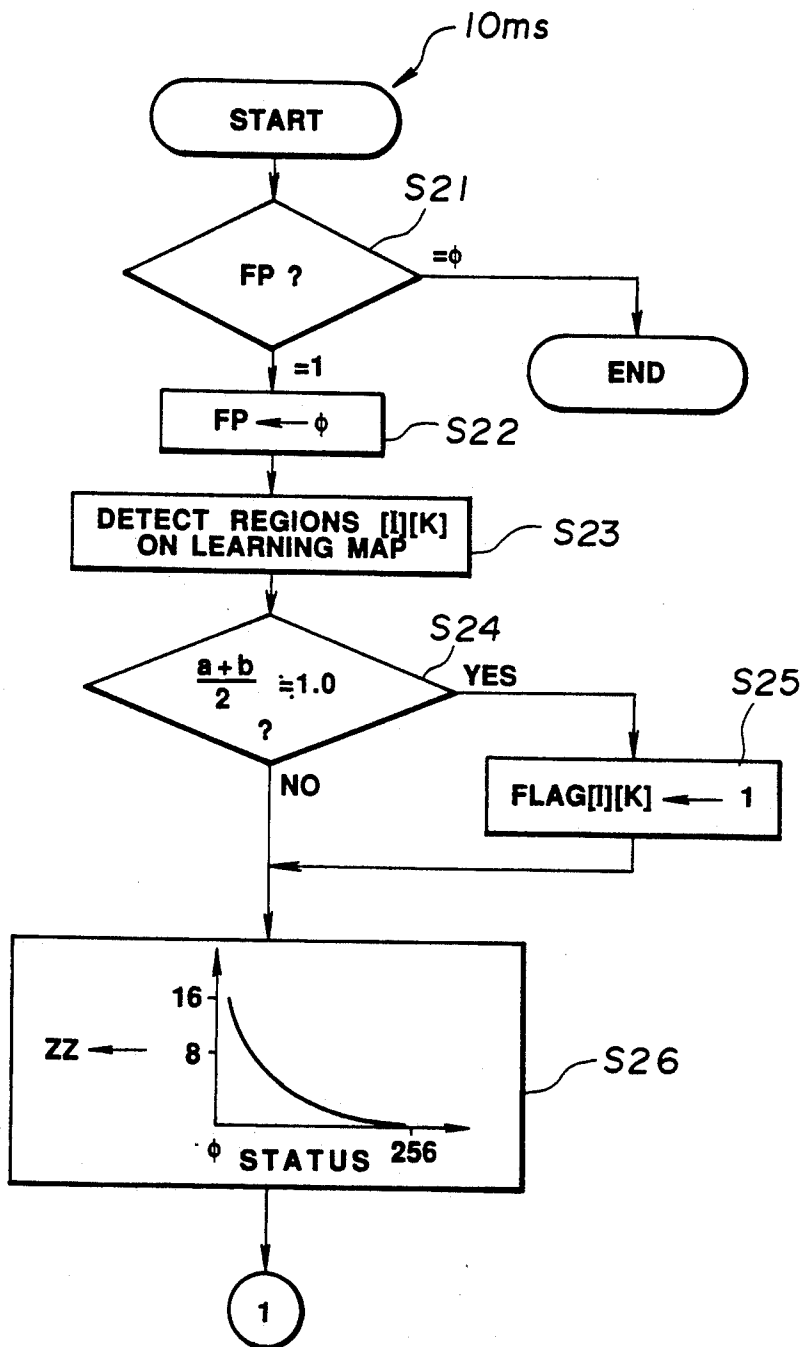 10ms
START
S21
FP ?
=φ
=1
END
FP ← φ
S22
DETECT REGIONS [I][K]
ON LEARNING MAP
S23
S24
a+b
2
≒1.0
?
YES
NO
S25
FLAG[I][K] ← 1
16
8
ZZ ←
φ
STATUS
256
S26
1